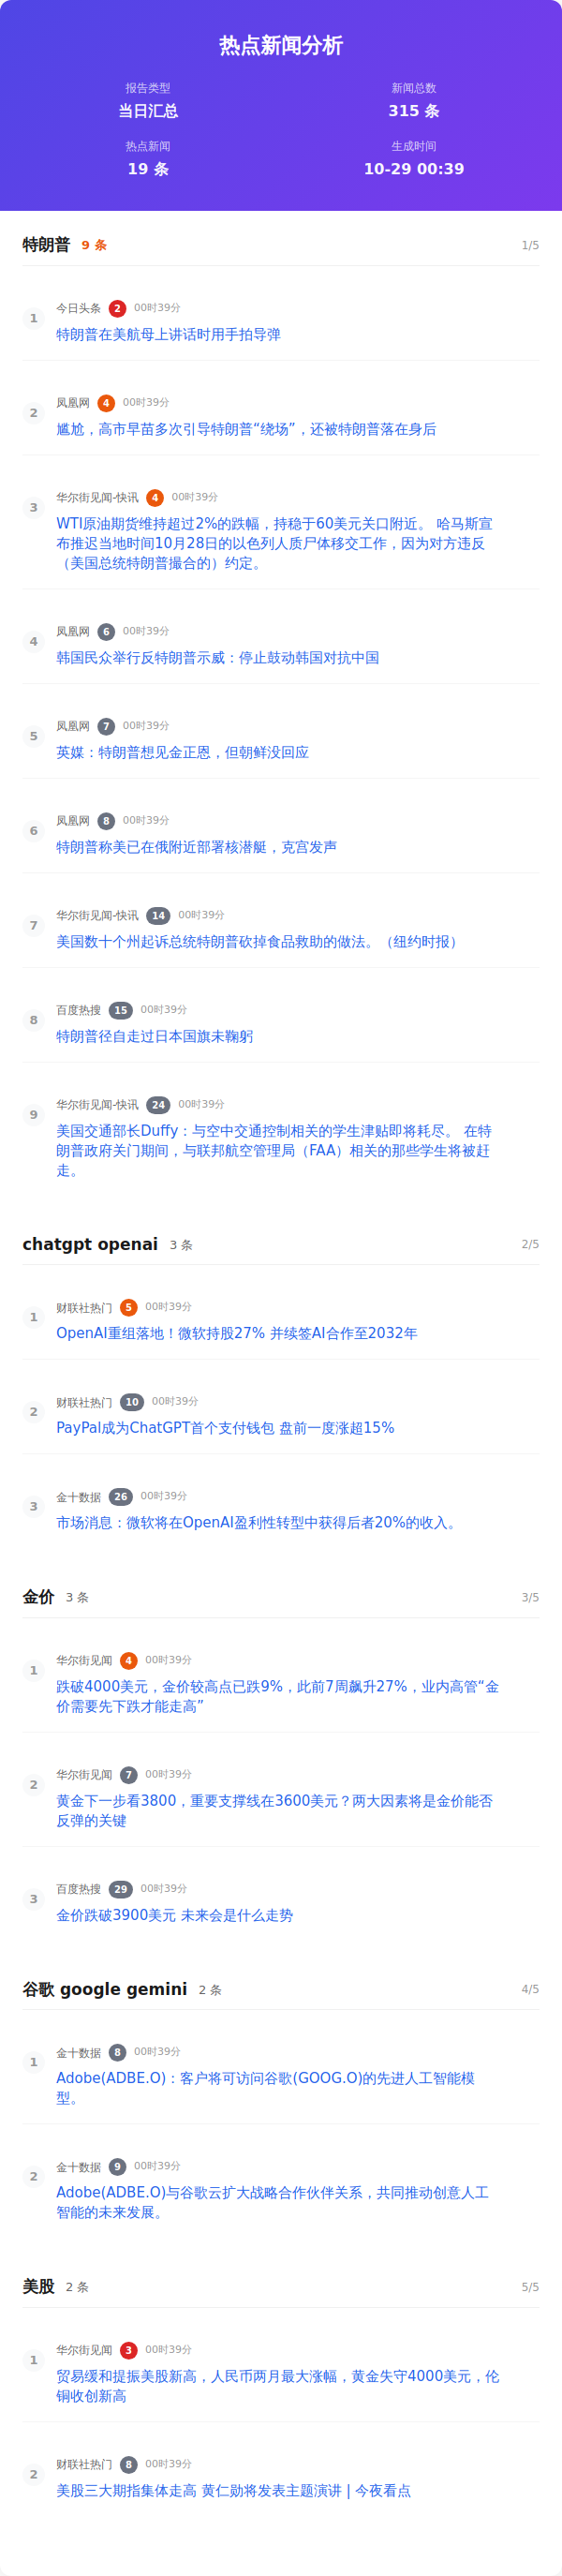 热点新闻分析
报告类型
新闻总数
当日汇总
315 条
热点新闻
生成时间
19 条
10-29 00:39
特朗普 9 条 1/5
1
今日头条 2 00时39分
特朗普在美航母上讲话时用手拍导弹
2
凤凰网 4 00时39分
尴尬，高市早苗多次引导特朗普“绕场”，还被特朗普落在身后
3
华尔街见闻-快讯 4 00时39分
WTI原油期货维持超过2%的跌幅，持稳于60美元关口附近。 哈马斯宣
布推迟当地时间10月28日的以色列人质尸体移交工作，因为对方违反
（美国总统特朗普撮合的）约定。
4
凤凰网 6 00时39分
韩国民众举行反特朗普示威：停止鼓动韩国对抗中国
5
凤凰网 7 00时39分
英媒：特朗普想见金正恩，但朝鲜没回应
6
凤凰网 8 00时39分
特朗普称美已在俄附近部署核潜艇，克宫发声
7
华尔街见闻-快讯 14 00时39分
美国数十个州起诉总统特朗普砍掉食品救助的做法。（纽约时报）
8
百度热搜 15 00时39分
特朗普径自走过日本国旗未鞠躬
9
华尔街见闻-快讯 24 00时39分
美国交通部长Duffy：与空中交通控制相关的学生津贴即将耗尽。 在特
朗普政府关门期间，与联邦航空管理局（FAA）相关的那些学生将被赶
走。
chatgpt openai 3 条 2/5
1
财联社热门 5 00时39分
OpenAI重组落地！微软持股27% 并续签AI合作至2032年
2
财联社热门 10 00时39分
PayPal成为ChatGPT首个支付钱包 盘前一度涨超15%
3
金十数据 26 00时39分
市场消息：微软将在OpenAI盈利性转型中获得后者20%的收入。
金价 3 条 3/5
1
华尔街见闻 4 00时39分
跌破4000美元，金价较高点已跌9%，此前7周飙升27%，业内高管“金
价需要先下跌才能走高”
2
华尔街见闻 7 00时39分
黄金下一步看3800，重要支撑线在3600美元？两大因素将是金价能否
反弹的关键
3
百度热搜 29 00时39分
金价跌破3900美元 未来会是什么走势
谷歌 google gemini 2 条 4/5
1
金十数据 8 00时39分
Adobe(ADBE.O)：客户将可访问谷歌(GOOG.O)的先进人工智能模
型。
2
金十数据 9 00时39分
Adobe(ADBE.O)与谷歌云扩大战略合作伙伴关系，共同推动创意人工
智能的未来发展。
美股 2 条 5/5
1
华尔街见闻 3 00时39分
贸易缓和提振美股新高，人民币两月最大涨幅，黄金失守4000美元，伦
铜收创新高
2
财联社热门 8 00时39分
美股三大期指集体走高 黄仁勋将发表主题演讲 | 今夜看点